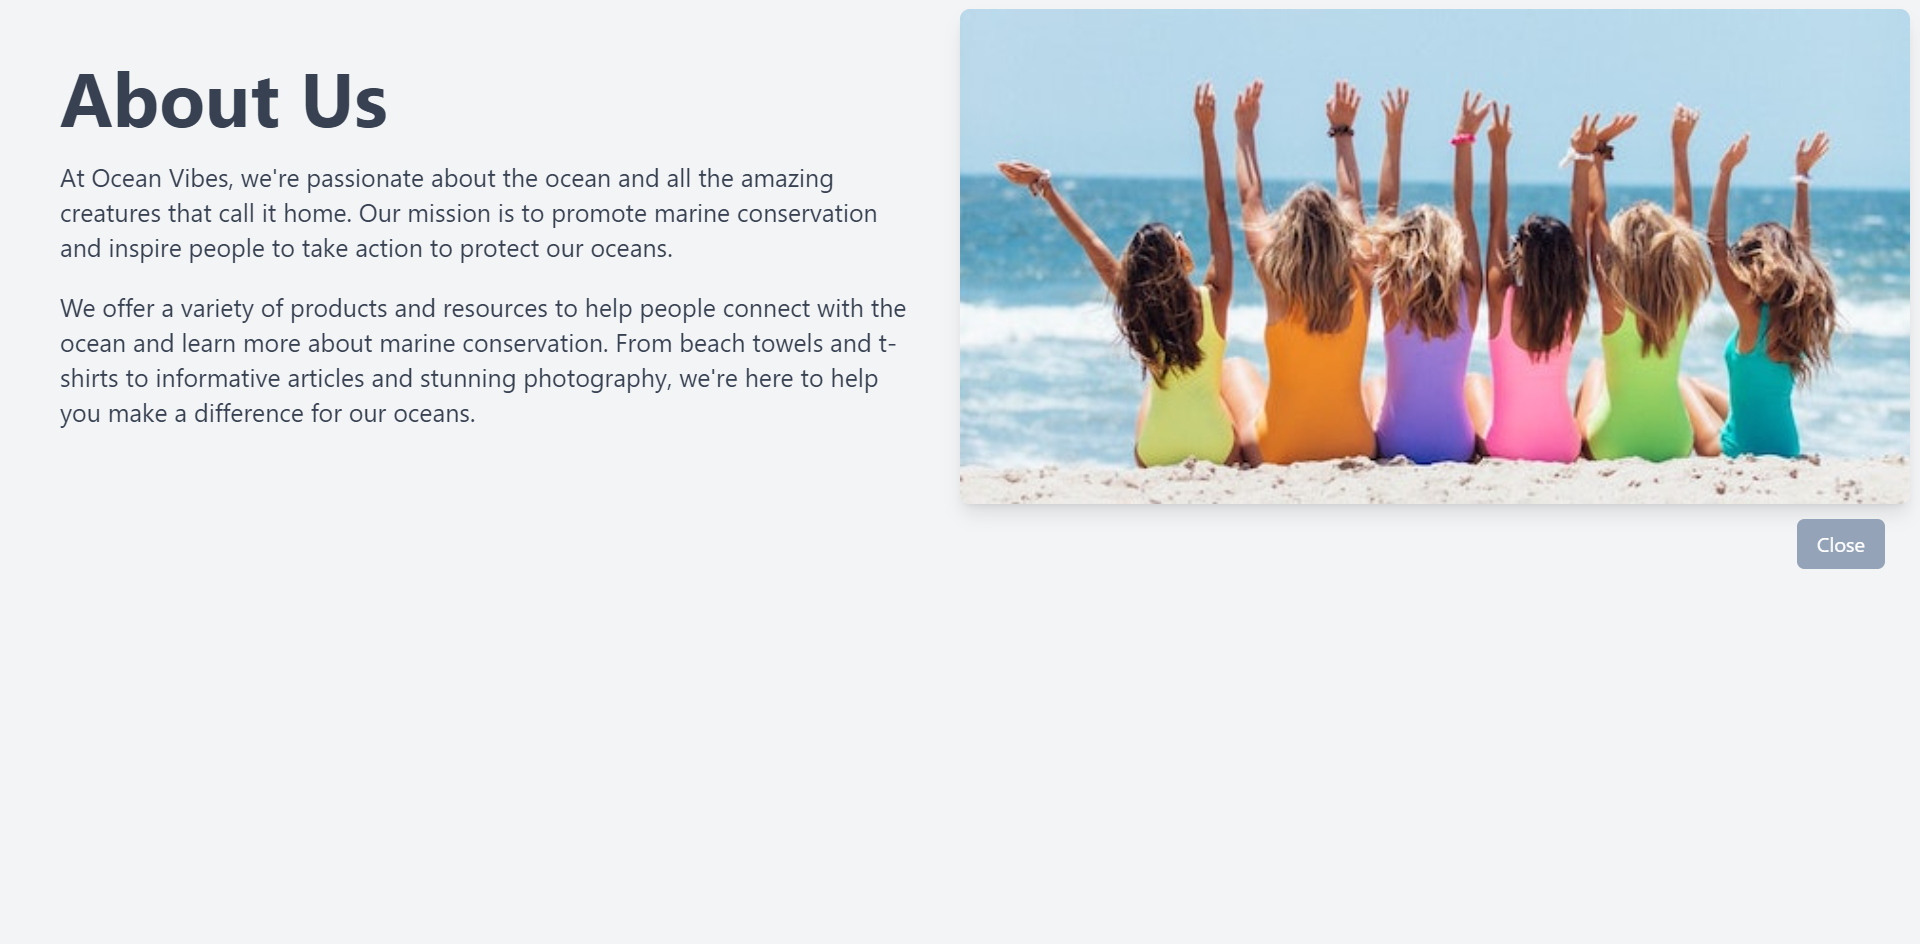 About Us
At Ocean Vibes, we're passionate about the ocean and all the amazing
creatures that call it home. Our mission is to promote marine conservation
and inspire people to take action to protect our oceans.
We offer a variety of products and resources to help people connect with the
ocean and learn more about marine conservation. From beach towels and t-
shirts to informative articles and stunning photography, we're here to help
you make a difference for our oceans.
Close